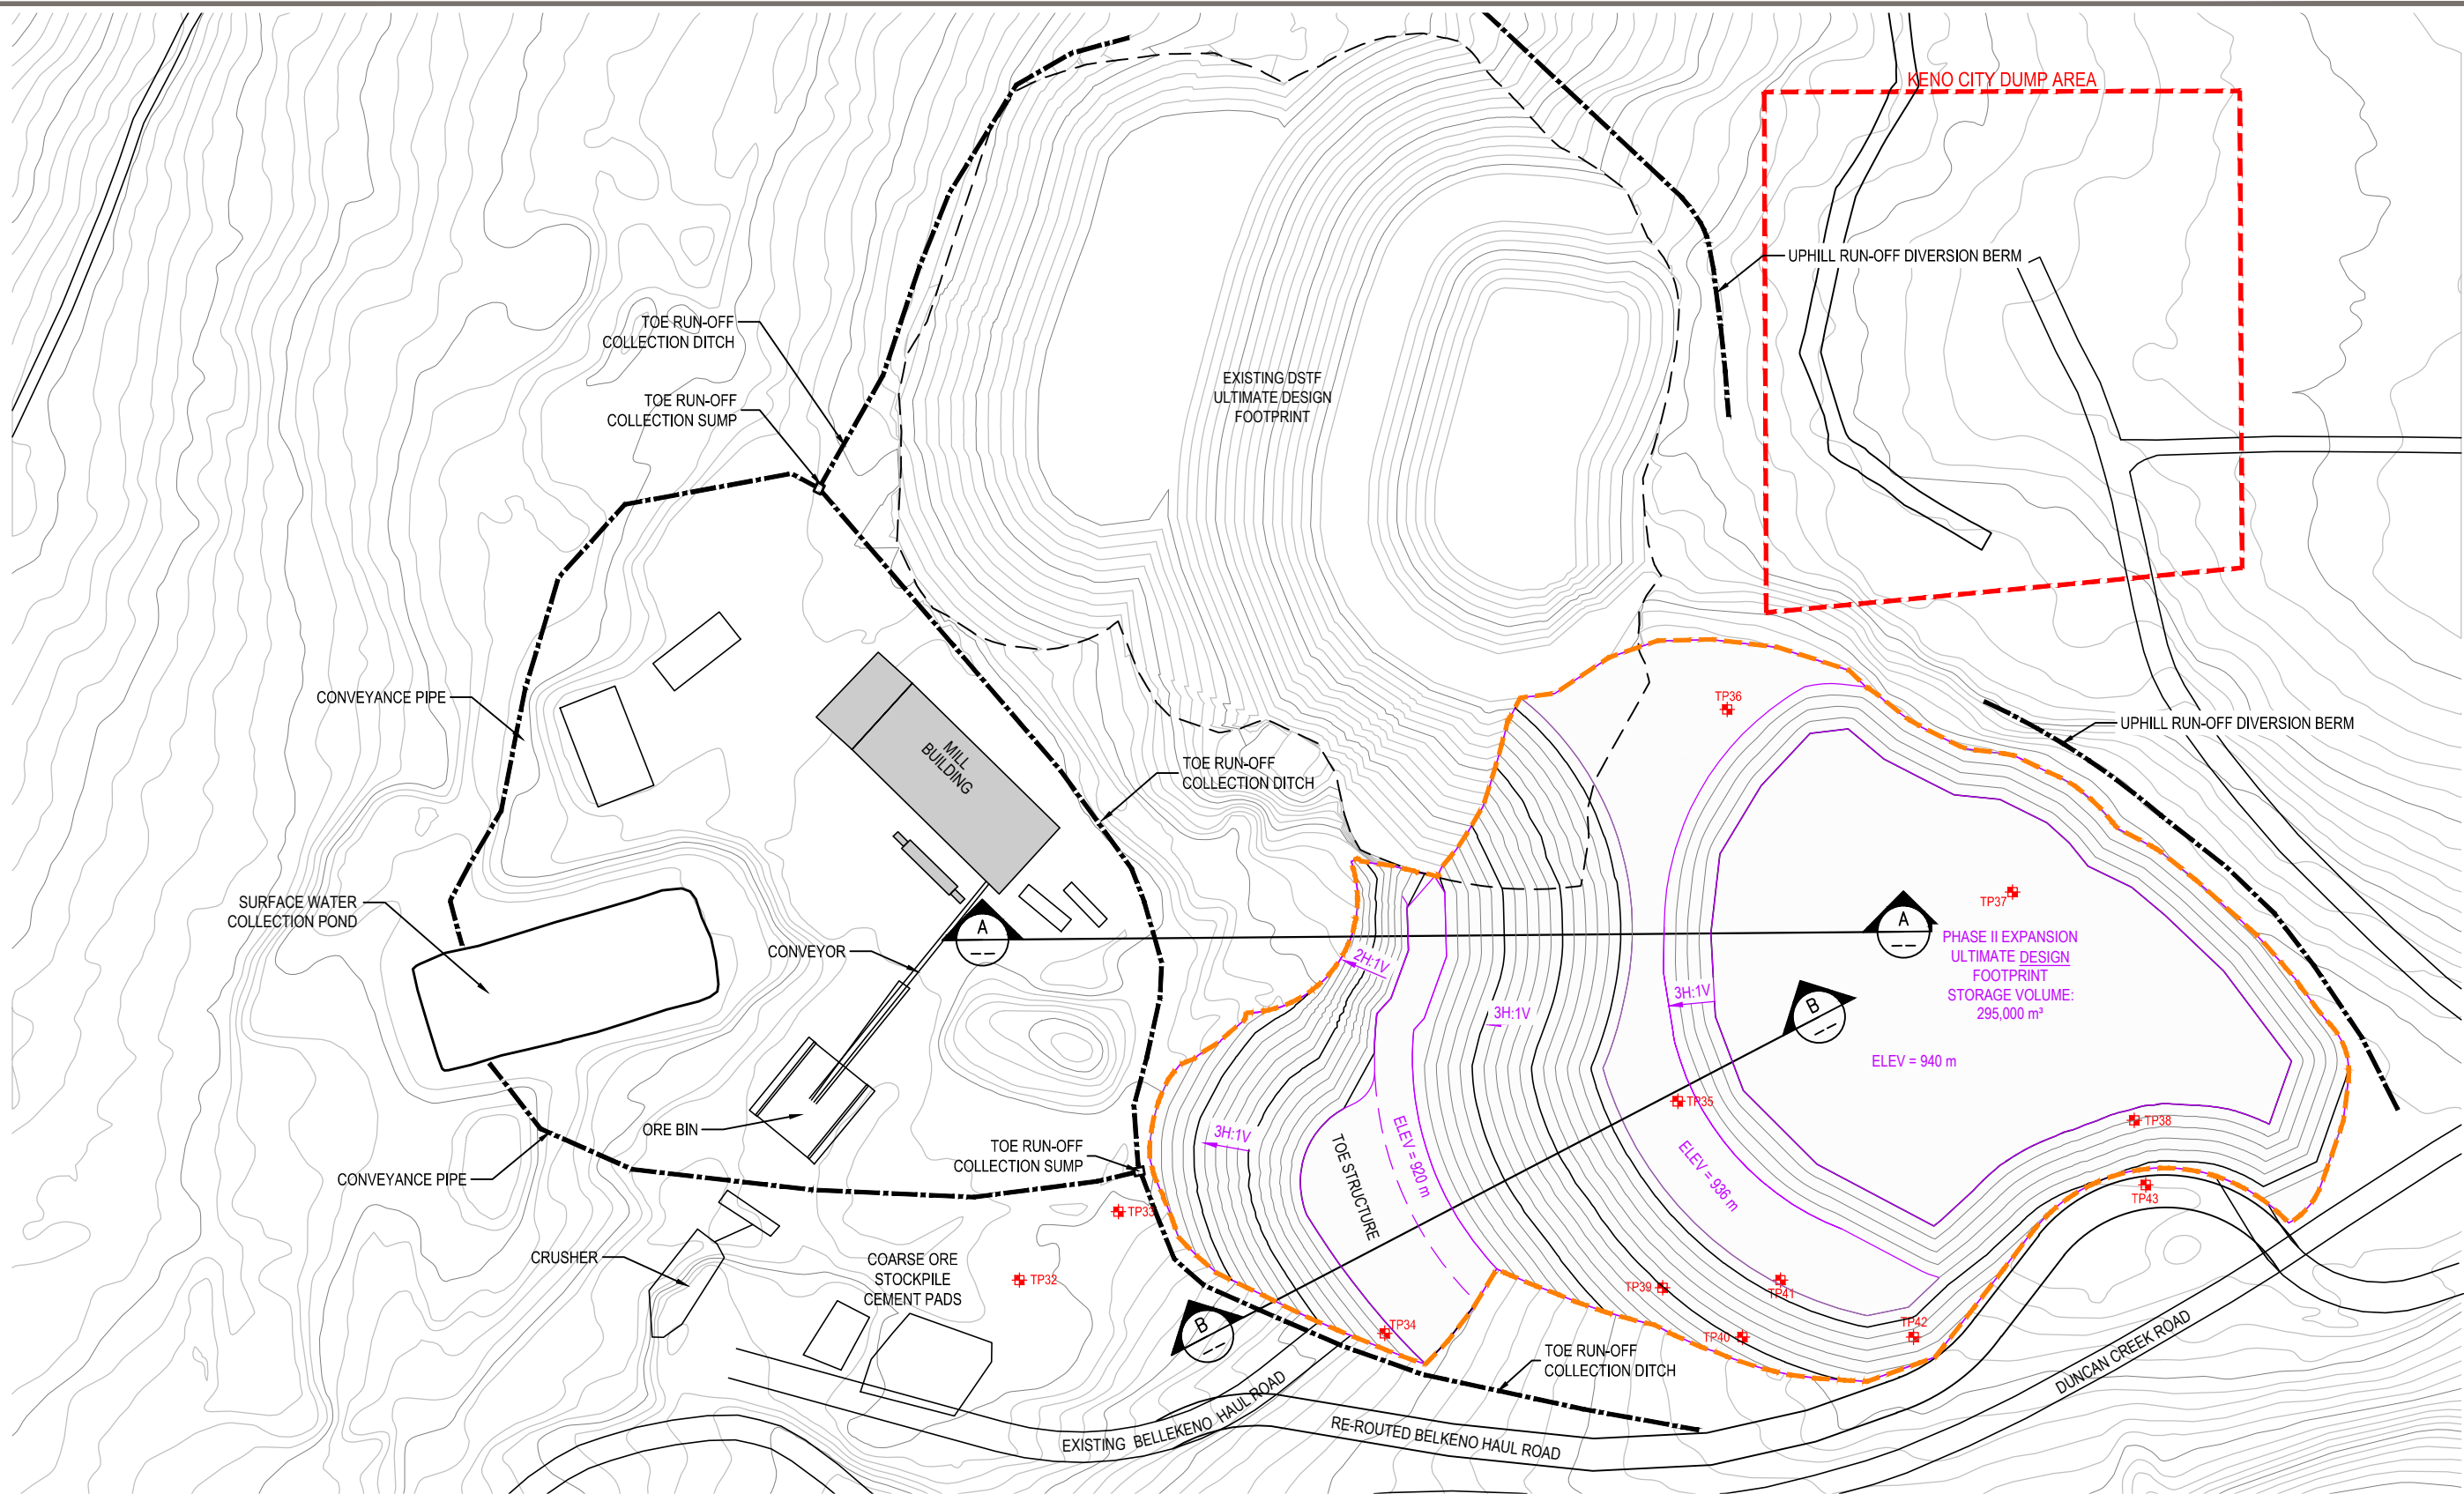 KENO CITY DUMP AREA
UPHILL RUN-OFF DIVERSION BERM
TOE RUN-OFF
COLLECTION DITCH
TOE RUN-OFF
COLLECTION SUMP
EXISTING DSTF
ULTIMATE DESIGN
FOOTPRINT
CONVEYANCE PIPE
MILL
BUILDING
TOE RUN-OFF
COLLECTION DITCH
TP36
UPHILL RUN-OFF DIVERSION BERM
SURFACE WATER
COLLECTION POND
CONVEYOR
A
--
2H:1V
3H:1V
3H:1V
A
--
TP37
PHASE II EXPANSION
ULTIMATE DESIGN
FOOTPRINT
STORAGE VOLUME:
295,000 m³
B
--
ELEV = 940 m
ORE BIN
TOE RUN-OFF
COLLECTION SUMP
3H:1V
ELEV = 920 m
TOE STRUCTURE
TP35
ELEV = 936 m
TP38
CONVEYANCE PIPE
TP33
TP43
CRUSHER
COARSE ORE
STOCKPILE
CEMENT PADS
TP32
B
--
TP34
TP39
TP41
TP40
TP42
TOE RUN-OFF
COLLECTION DITCH
DUNCAN CREEK ROAD
EXISTING BELLEKENO HAUL ROAD
RE-ROUTED BELKENO HAUL ROAD